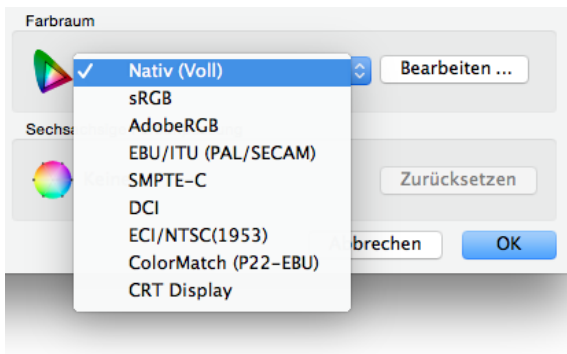 Farbraum
✓ Nativ (Voll)
Bearbeiten ...
sRGB
AdobeRGB
EBU/ITU (PAL/SECAM)
SMPTE-C
Zurücksetzen
DCI
ECI/NTSC(1953)
OK
ColorMatch (P22-EBU)
CRT Display